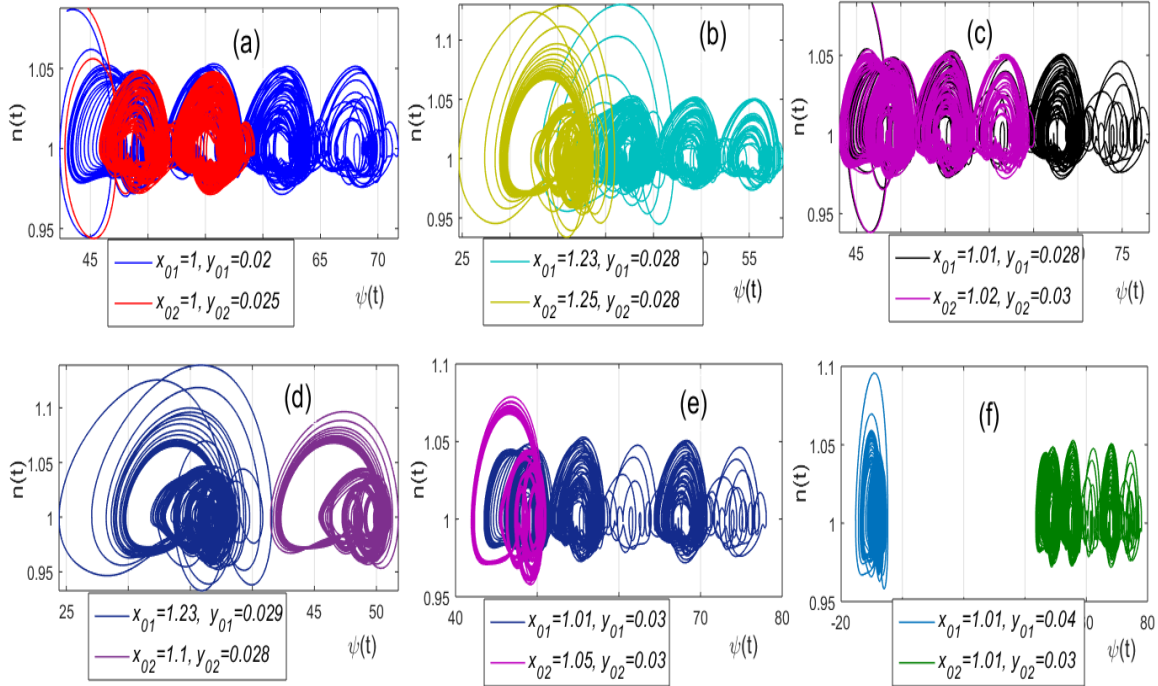 (a)
n(t)
1.05
1
0.95
45
65
70
ψ(t)
x01=1, y01=0.02
x02=1, y02=0.025
(b)
n(t)
1.1
1.05
1
0.95
25
50
55
ψ(t)
x01=1.23, y01=0.028
x02=1.25, y02=0.028
(c)
n(t)
1.05
1
0.95
45
75
ψ(t)
x01=1.01, y01=0.028
x02=1.02, y02=0.03
(d)
n(t)
1.1
1.05
1
0.95
25
45
50
ψ(t)
x01=1.23, y01=0.029
x02=1.1, y02=0.028
(e)
n(t)
1.1
1.05
1
0.95
40
60
70
80
ψ(t)
x01=1.01, y01=0.03
x02=1.05, y02=0.03
(f)
n(t)
1.1
1.05
1
0.95
-20
60
80
ψ(t)
x01=1.01, y01=0.04
x02=1.01, y02=0.03